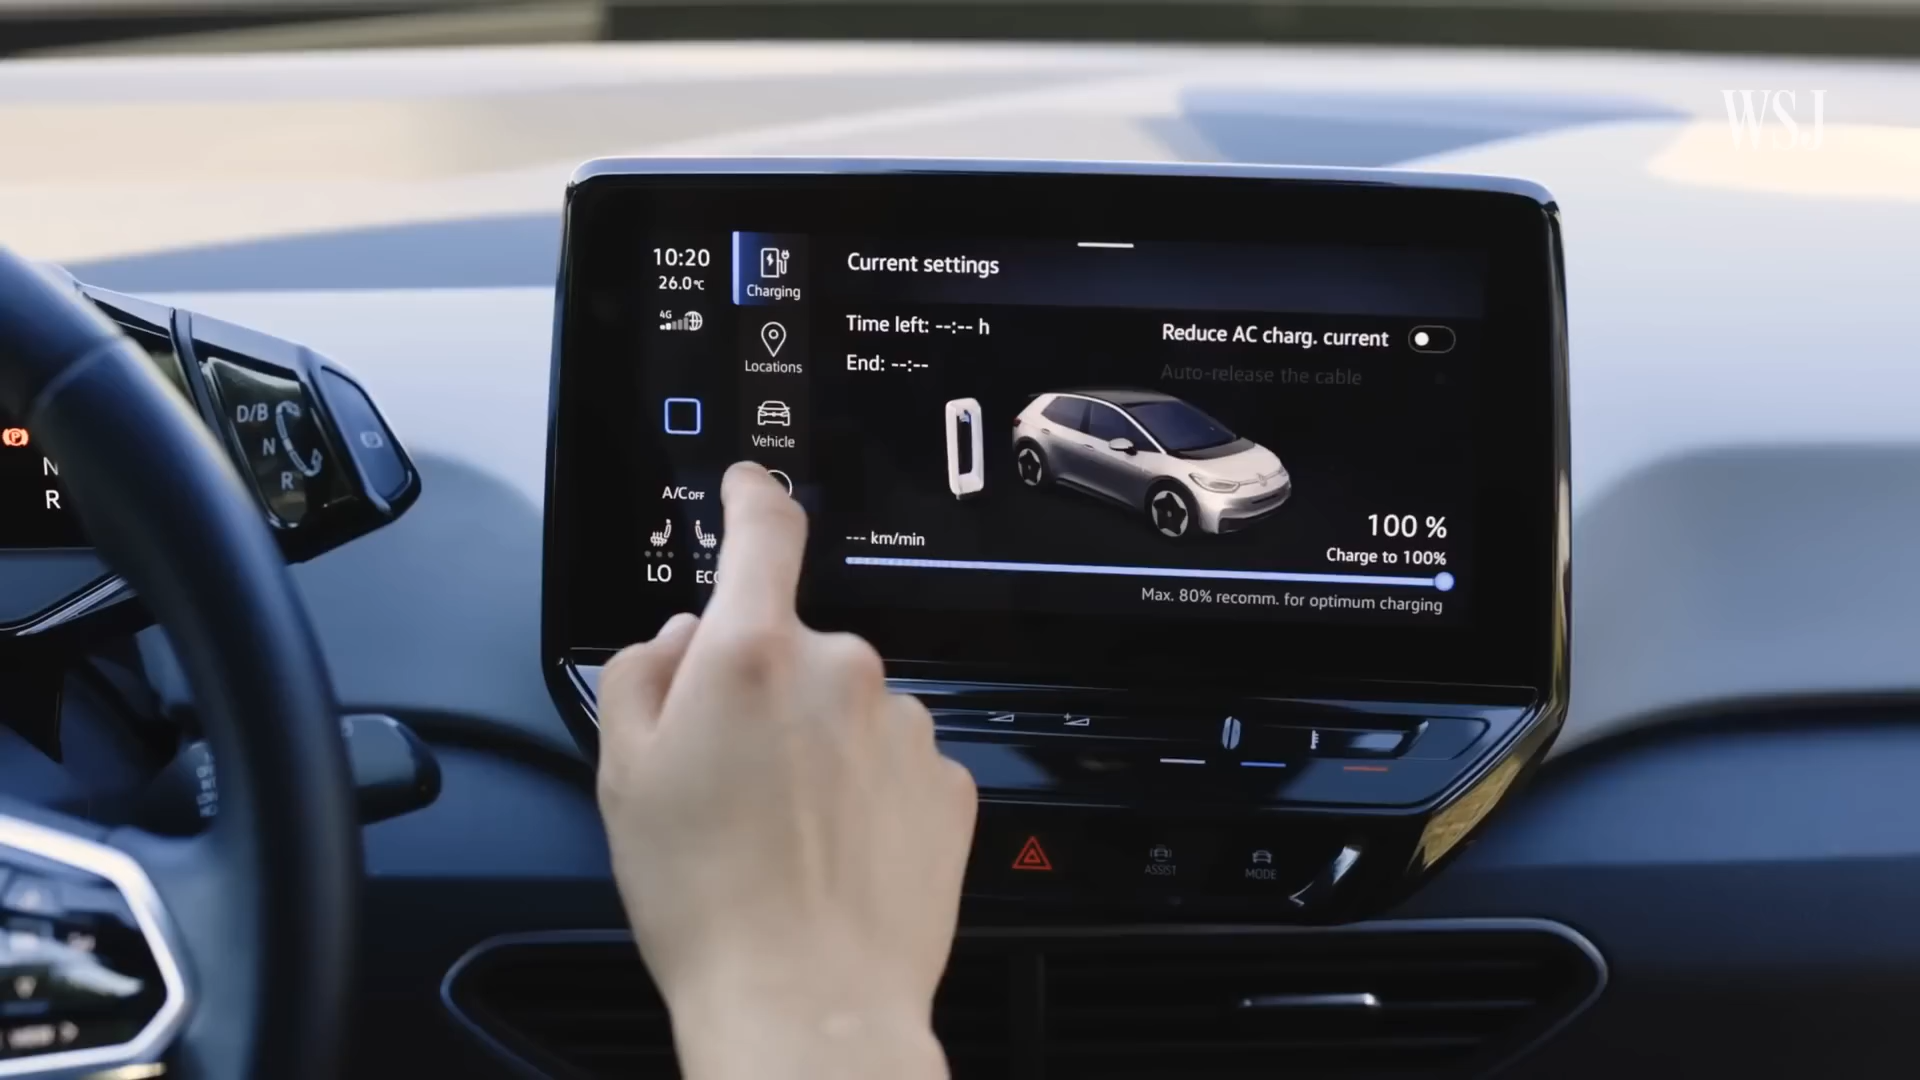 WSJ
10:20
26.0°C
4G
Charging
Locations
Vehicle
A/C OFF
LO
Current settings
Time left: --:-- h
End: --:--
Reduce AC charg. current
Auto-release the cable
--- km/min
100 %
Charge to 100%
Max. 80% recomm. for optimum charging
D/B
N
R
P
N
R
ASSIST
MODE